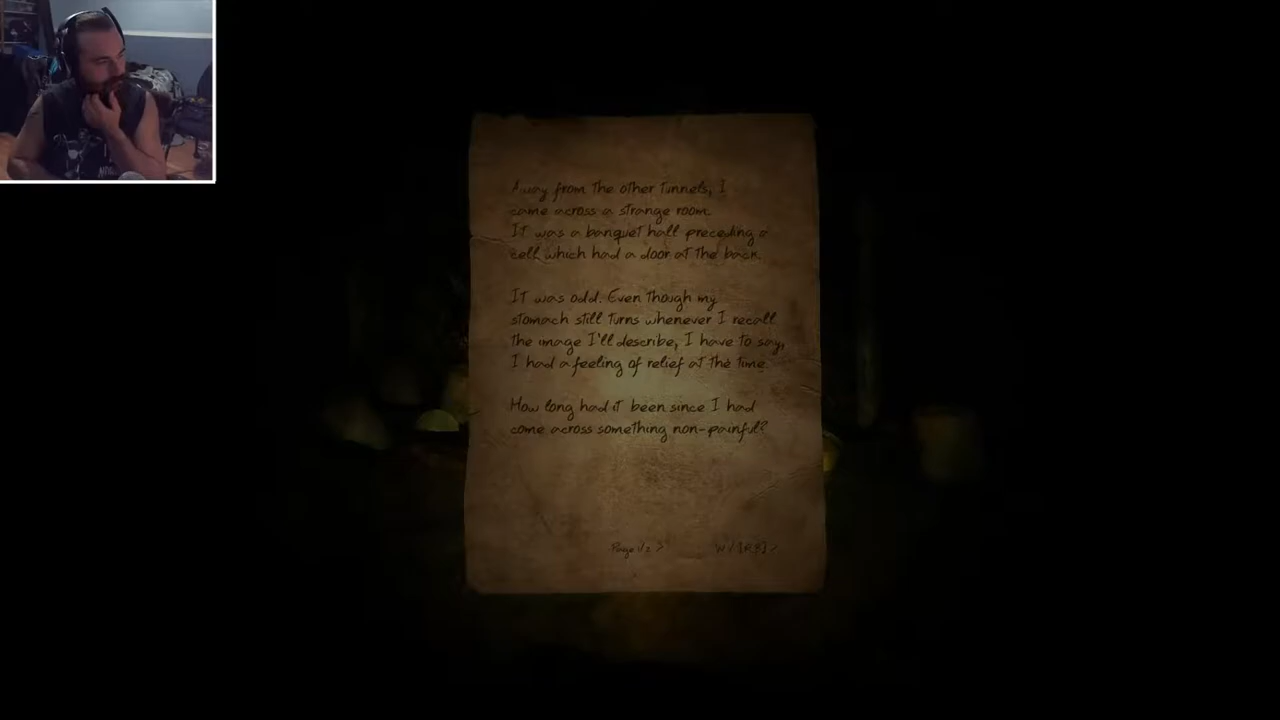 Away from the other tunnels, I
came across a strange room.
It was a banquet hall preceding a
cell which had a door at the back.
It was odd. Even though my
stomach still turns whenever I recall
the image I'll describe, I have to say,
I had a feeling of relief at the time.
How long had it been since I had
come across something non-painful?
Page 1/2 >